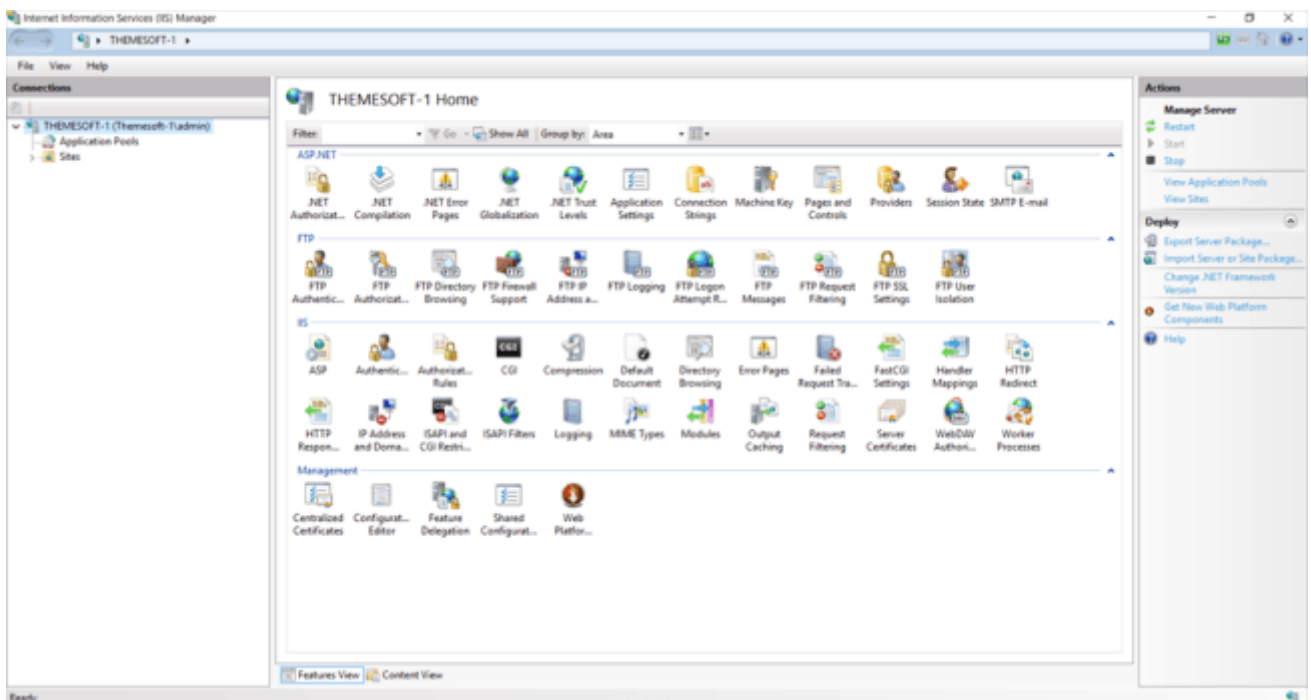 Internet Information Services (IIS) Manager
THEMESOFT-1
File View Help
Connections
THEMESOFT-1 (Themesoft-1\admin)
Application Pools
Sites
THEMESOFT-1 Home
Filter: Go Show All Group by: Area
ASP.NET
.NET Authorizat...
.NET Compilation
.NET Error Pages
.NET Globalization
.NET Trust Levels
Application Settings
Connection Strings
Machine Key
Pages and Controls
Providers
Session State
SMTP E-mail
FTP
FTP Authentic...
FTP Authorizat...
FTP Directory Browsing
FTP Firewall Support
FTP IP Address a...
FTP Logging
FTP Logon Attempt R...
FTP Messages
FTP Request Filtering
FTP SSL Settings
FTP User Isolation
IIS
ASP
Authentic...
Authorizat... Rules
CGI
Compression
Default Document
Directory Browsing
Error Pages
Failed Request Tra...
FastCGI Settings
Handler Mappings
HTTP Redirect
HTTP Respon...
IP Address and Doma...
ISAPI and CGI Restri...
ISAPI Filters
Logging
MIME Types
Modules
Output Caching
Request Filtering
Server Certificates
WebDAV Authori...
Worker Processes
Management
Centralized Certificates
Configurat... Editor
Feature Delegation
Shared Configurat...
Web Platfor...
Features View Content View
Actions
Manage Server
Restart
Start
Stop
View Application Pools
View Sites
Deploy
Export Server Package...
Import Server or Site Package...
Change .NET Framework
Version
Get New Web Platform
Components
Help
Ready